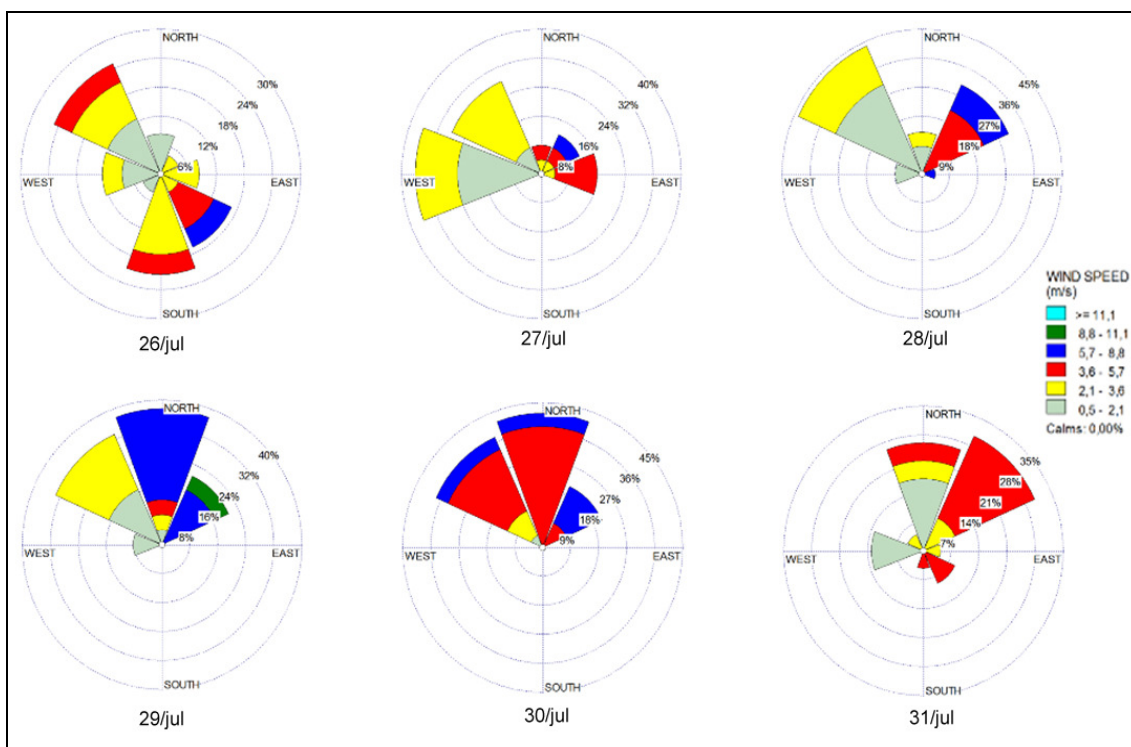 NORTH
30%
24%
18%
12%
6%
WEST
EAST
SOUTH
26/jul
NORTH
40%
32%
24%
16%
8%
WEST
EAST
SOUTH
27/jul
NORTH
45%
36%
27%
18%
9%
WEST
EAST
SOUTH
28/jul
WIND SPEED
(m/s)
>= 11,1
8,8 - 11,1
5,7 - 8,8
3,6 - 5,7
2,1 - 3,6
0,5 - 2,1
Calms: 0,00%
NORTH
40%
32%
24%
16%
8%
WEST
EAST
SOUTH
29/jul
NORTH
45%
36%
27%
18%
9%
WEST
EAST
SOUTH
30/jul
NORTH
35%
28%
21%
14%
7%
WEST
EAST
SOUTH
31/jul